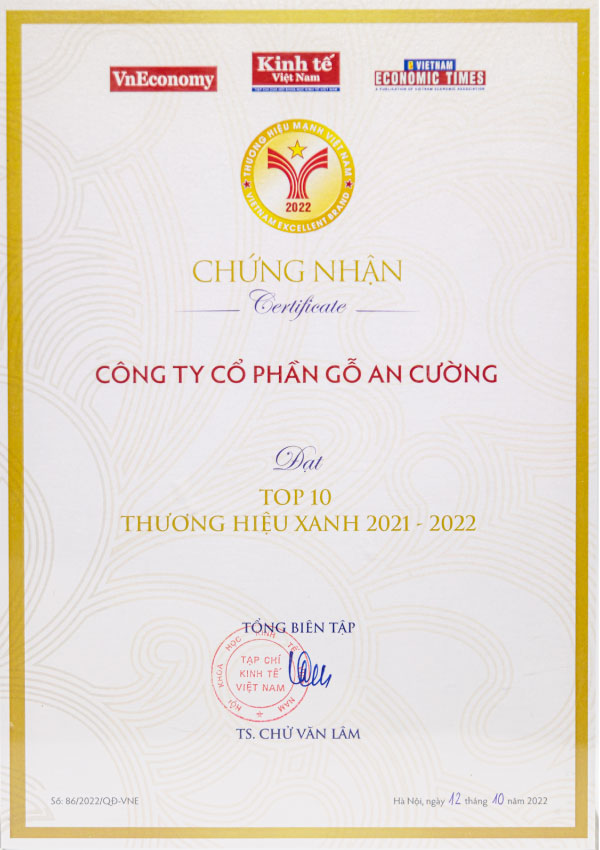 VnEconomy
Kinh tế
Việt Nam
VIETNAM
ECONOMIC TIMES
A PUBLICATION OF VIETNAM ECONOMIC ASSOCIATION
THƯƠNG HIỆU MẠNH VIỆT NAM
2022
VIETNAM EXCELLENT BRAND
CHỨNG NHẬN
Certificate
CÔNG TY CỔ PHẦN GỖ AN CƯỜNG
Đạt
TOP 10
THƯƠNG HIỆU XANH 2021 - 2022
TỔNG BIÊN TẬP
HỘI KHOA HỌC KINH TẾ
NAM
TẠP CHÍ
KINH TẾ
VIỆT NAM
TS. CHỬ VĂN LÂM
Số: 86/2022/QĐ-VNE
Hà Nội, ngày 12 tháng 10 năm 2022